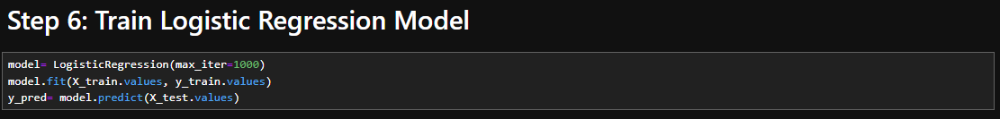 Step 6: Train Logistic Regression Model
model= LogisticRegression(max_iter=1000)
model.fit(X_train.values, y_train.values)
y_pred= model.predict(X_test.values)